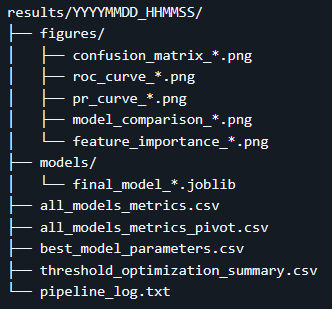 results/YYYYMMDD_HHMMSS/
├── figures/
│   ├── confusion_matrix_*.png
│   ├── roc_curve_*.png
│   ├── pr_curve_*.png
│   ├── model_comparison_*.png
│   └── feature_importance_*.png
├── models/
│   └── final_model_*.joblib
├── all_models_metrics.csv
├── all_models_metrics_pivot.csv
├── best_model_parameters.csv
├── threshold_optimization_summary.csv
└── pipeline_log.txt